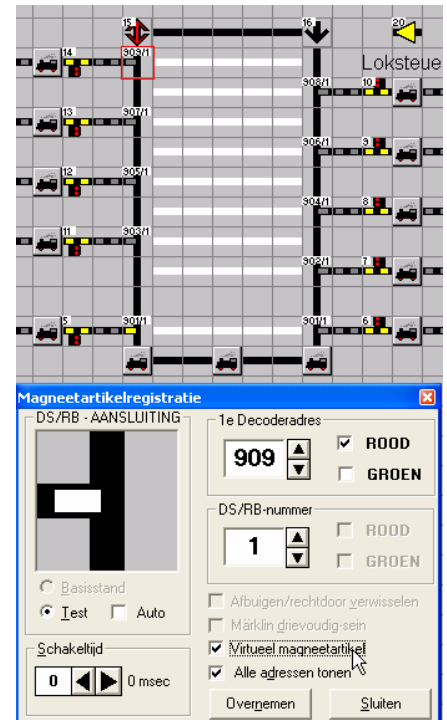 15
16
20
14
909/1
Loksteue
908/1
10
13
907/1
906/1
9
12
905/1
904/1
8
11
903/1
902/1
7
5
901/1
901/1
6
Magneetartikelregistratie
DS/RB - AANSLUITING
1e Decoderadres
909
ROOD
GROEN
DS/RB-nummer
1
ROOD
GROEN
Basisstand
Test
Auto
Afbuigen/rechtdoor verwisselen
Märklin drievoudig-sein
Schakeltijd
Virtueel magneetartikel
0
0 msec
Alle adressen tonen
Overnemen
Sluiten